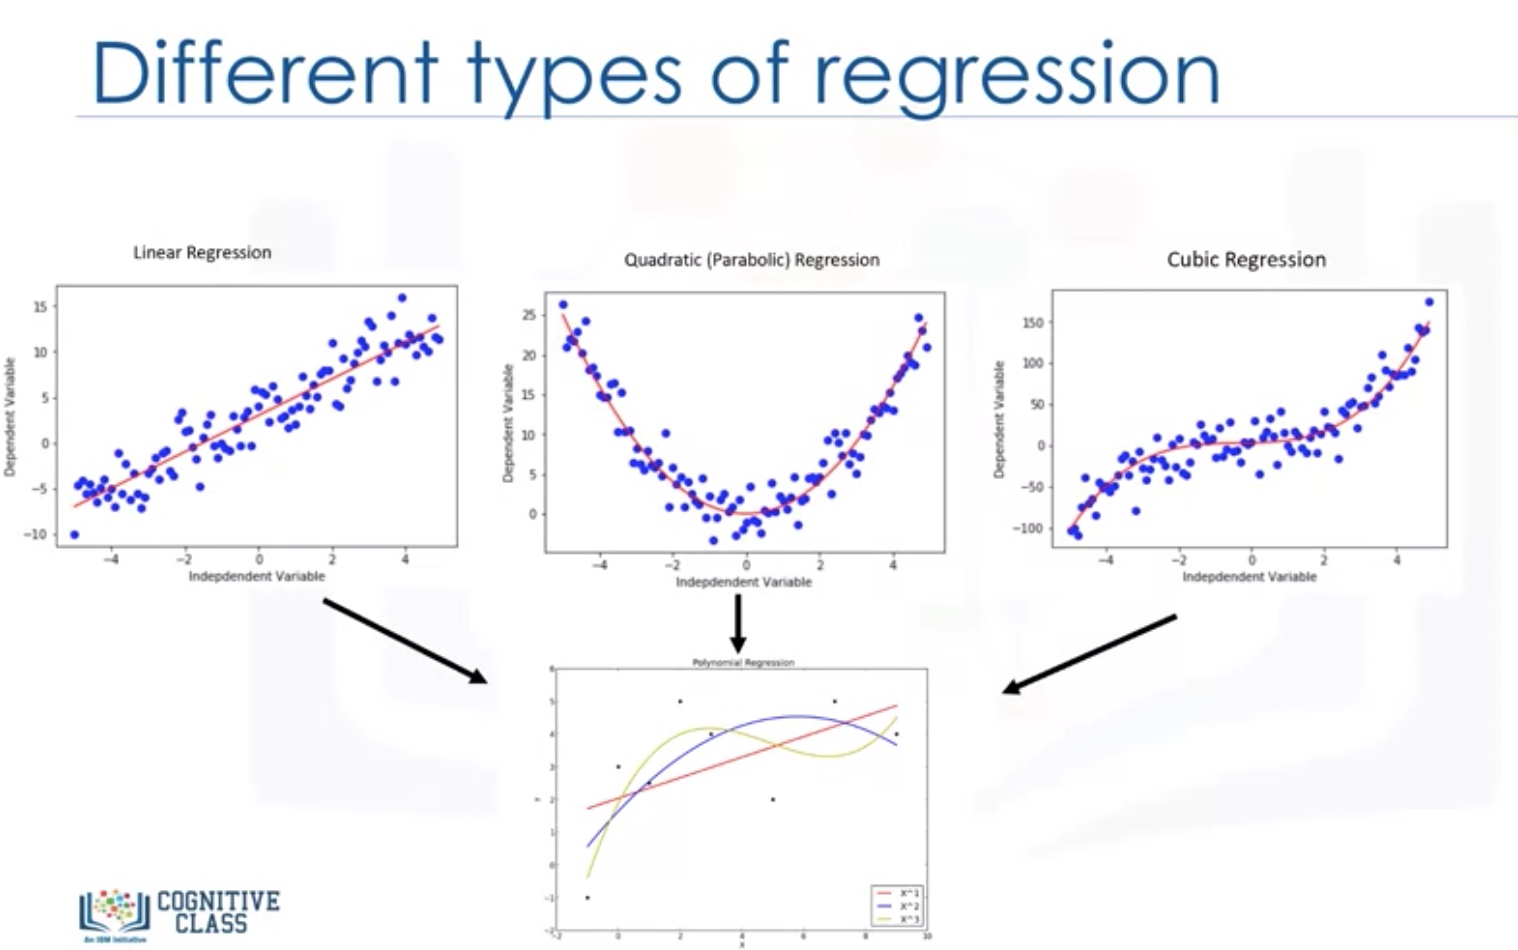 Different types of regression
Linear Regression
Quadratic (Parabolic) Regression
Cubic Regression
Dependent Variable
15
10
5
0
−5
−10
−4
−2
0
2
4
Indepdendent Variable
Dependent Variable
25
20
15
10
5
0
−4
−2
0
2
4
Indepdendent Variable
Dependent Variable
150
100
50
0
−50
−100
−4
−2
0
2
4
Indepdendent Variable
Polynomial Regression
6
5
4
3
2
1
0
−1
−2
−2
0
2
4
6
8
10
x
X^1
X^2
X^3
COGNITIVE
CLASS
An IBM Initiative